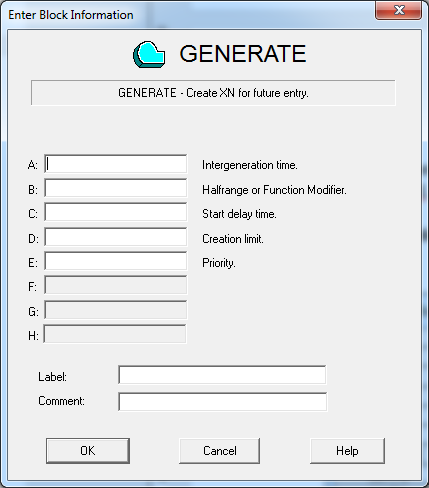 Enter Block Information
GENERATE
GENERATE - Create XN for future entry.
A: Intergeneration time.
B: Halfrange or Function Modifier.
C: Start delay time.
D: Creation limit.
E: Priority.
F:
G:
H:
Label:
Comment:
OK Cancel Help